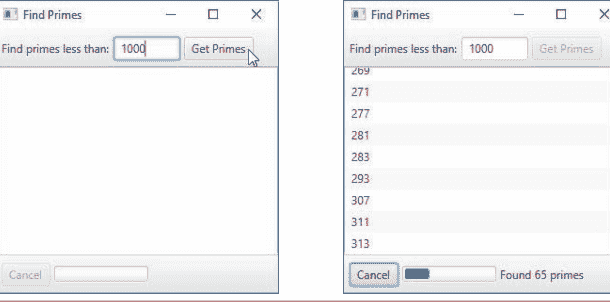 Find Primes
Find primes less than: 1000 Get Primes
Cancel
Find Primes
Find primes less than: 1000 Get Primes
269
271
277
281
283
293
307
311
313
Cancel Found 65 primes